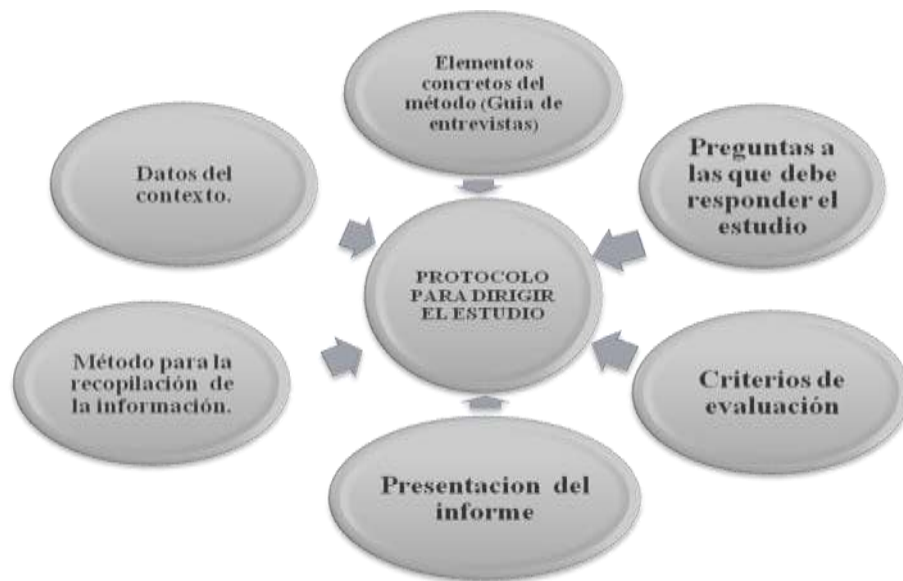 Elementos
concretos del
método (Guia de
entrevistas)
Preguntas a
las que debe
responder el
estudio
Datos del
contexto.
PROTOCOLO
PARA DIRIGIR
EL ESTUDIO
Método para la
recopilación de
la información.
Criterios de
evaluación
Presentacion del
informe